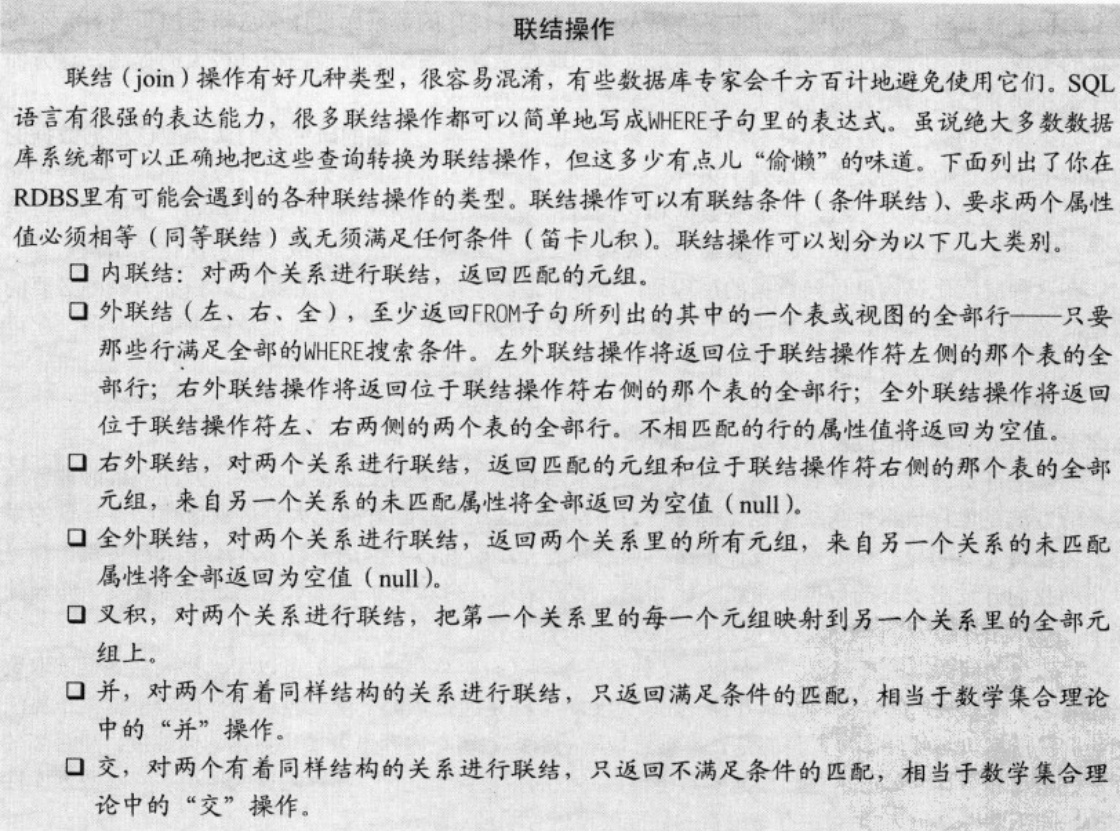 联结操作
联结（join）操作有好几种类型，很容易混淆，有些数据库专家会千方百计地避免使用它们。SQL
语言有很强的表达能力，很多联结操作都可以简单地写成WHERE子句里的表达式。虽说绝大多数数据
库系统都可以正确地把这些查询转换为联结操作，但这多少有点儿“偷懒”的味道。下面列出了你在
RDBS里有可能会遇到的各种联结操作的类型。联结操作可以有联结条件（条件联结）、要求两个属性
值必须相等（同等联结）或无须满足任何条件（笛卡儿积）。联结操作可以划分为以下几大类别。
❑ 内联结：对两个关系进行联结，返回匹配的元组。
❑ 外联结（左、右、全），至少返回FROM子句所列出的其中的一个表或视图的全部行——只要
那些行满足全部的WHERE搜索条件。左外联结操作将返回位于联结操作符左侧的那个表的全
部行；右外联结操作将返回位于联结操作符右侧的那个表的全部行；全外联结操作将返回
位于联结操作符左、右两侧的两个表的全部行。不相匹配的行的属性值将返回为空值。
❑ 右外联结，对两个关系进行联结，返回匹配的元组和位于联结操作符右侧的那个表的全部
元组，来自另一个关系的未匹配属性将全部返回为空值（null）。
❑ 全外联结，对两个关系进行联结，返回两个关系里的所有元组，来自另一个关系的未匹配
属性将全部返回为空值（null）。
❑ 叉积，对两个关系进行联结，把第一个关系里的每一个元组映射到另一个关系里的全部元
组上。
❑ 并，对两个有着同样结构的关系进行联结，只返回满足条件的匹配，相当于数学集合理论
中的“并”操作。
❑ 交，对两个有着同样结构的关系进行联结，只返回不满足条件的匹配，相当于数学集合理
论中的“交”操作。